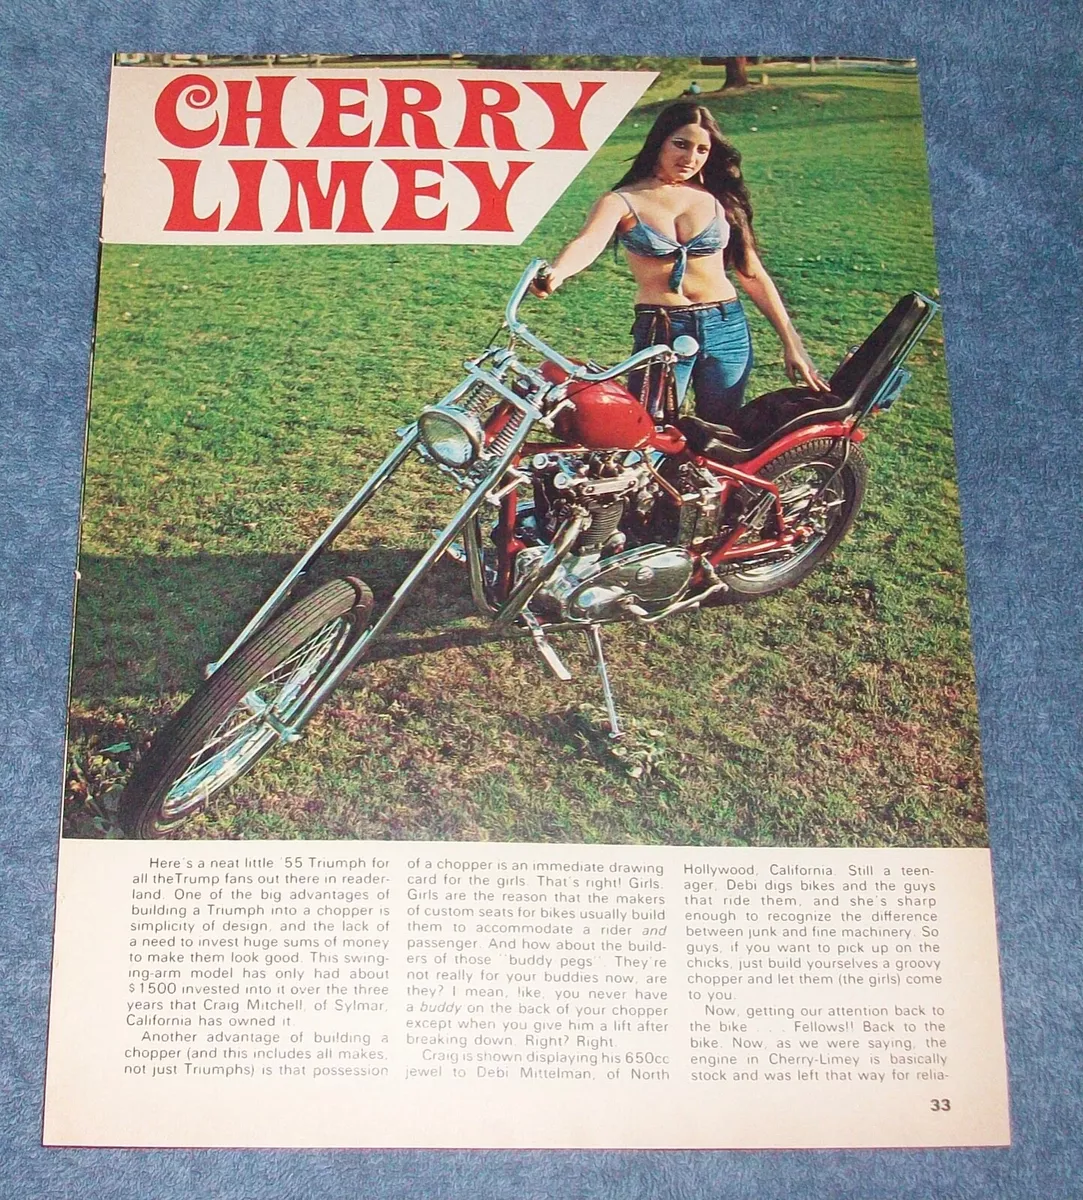 CHERRY
LIMEY
Here's a neat little '55 Triumph for
all theTrump fans out there in reader-
land. One of the big advantages of
building a Triumph into a chopper is
simplicity of design, and the lack of
a need to invest huge sums of money
to make them look good. This swing-
ing-arm model has only had about
$1500 invested into it over the three
years that Craig Mitchell, of Sylmar,
California has owned it.
Another advantage of building a
chopper (and this includes all makes,
not just Triumphs) is that possession
of a chopper is an immediate drawing
card for the girls. That's right! Girls.
Girls are the reason that the makers
of custom seats for bikes usually build
them to accommodate a rider and
passenger. And how about the build-
ers of those "buddy pegs". They're
not really for your buddies now, are
they? I mean, like, you never have
a buddy on the back of your chopper
except when you give him a lift after
breaking down. Right? Right.
Craig is shown displaying his 650cc
jewel to Debi Mittelman, of North
Hollywood, California. Still a teen-
ager, Debi digs bikes and the guys
that ride them, and she's sharp
enough to recognize the difference
between junk and fine machinery. So
guys, if you want to pick up on the
chicks, just build yourselves a groovy
chopper and let them (the girls) come
to you.
Now, getting our attention back to
the bike . . . Fellows!! Back to the
bike. Now, as we were saying, the
engine in Cherry-Limey is basically
stock and was left that way for relia-
33